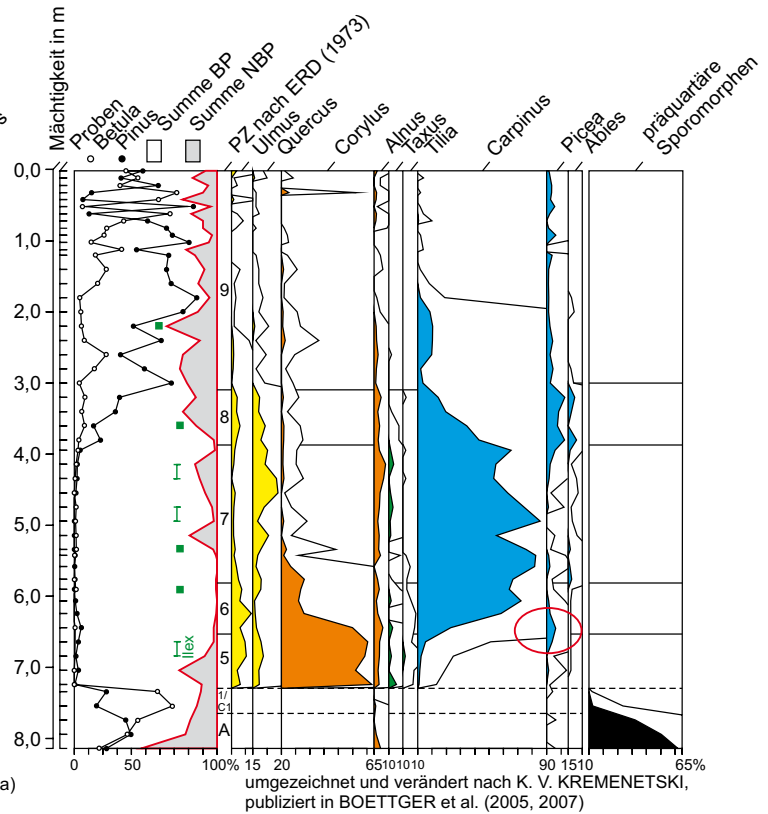 s
Mächtigkeit in m
Proben
Betula
Pinus
Summe BP
Summe NBP
PZ nach ERD (1973)
Ulmus
Quercus
Corylus
Alnus
Taxus
Tilia
Carpinus
Picea
Abies
präquartäre
Sporomorphen
0,0
1,0
2,0
3,0
4,0
5,0
6,0
7,0
8,0
9
8
7
6
5
1/
C1
A
Ilex
0 50 100% 15 20 65 10 10 10 90 15 10 65%
a)
umgezeichnet und verändert nach K. V. KREMENETSKI,
publiziert in BOETTGER et al. (2005, 2007)